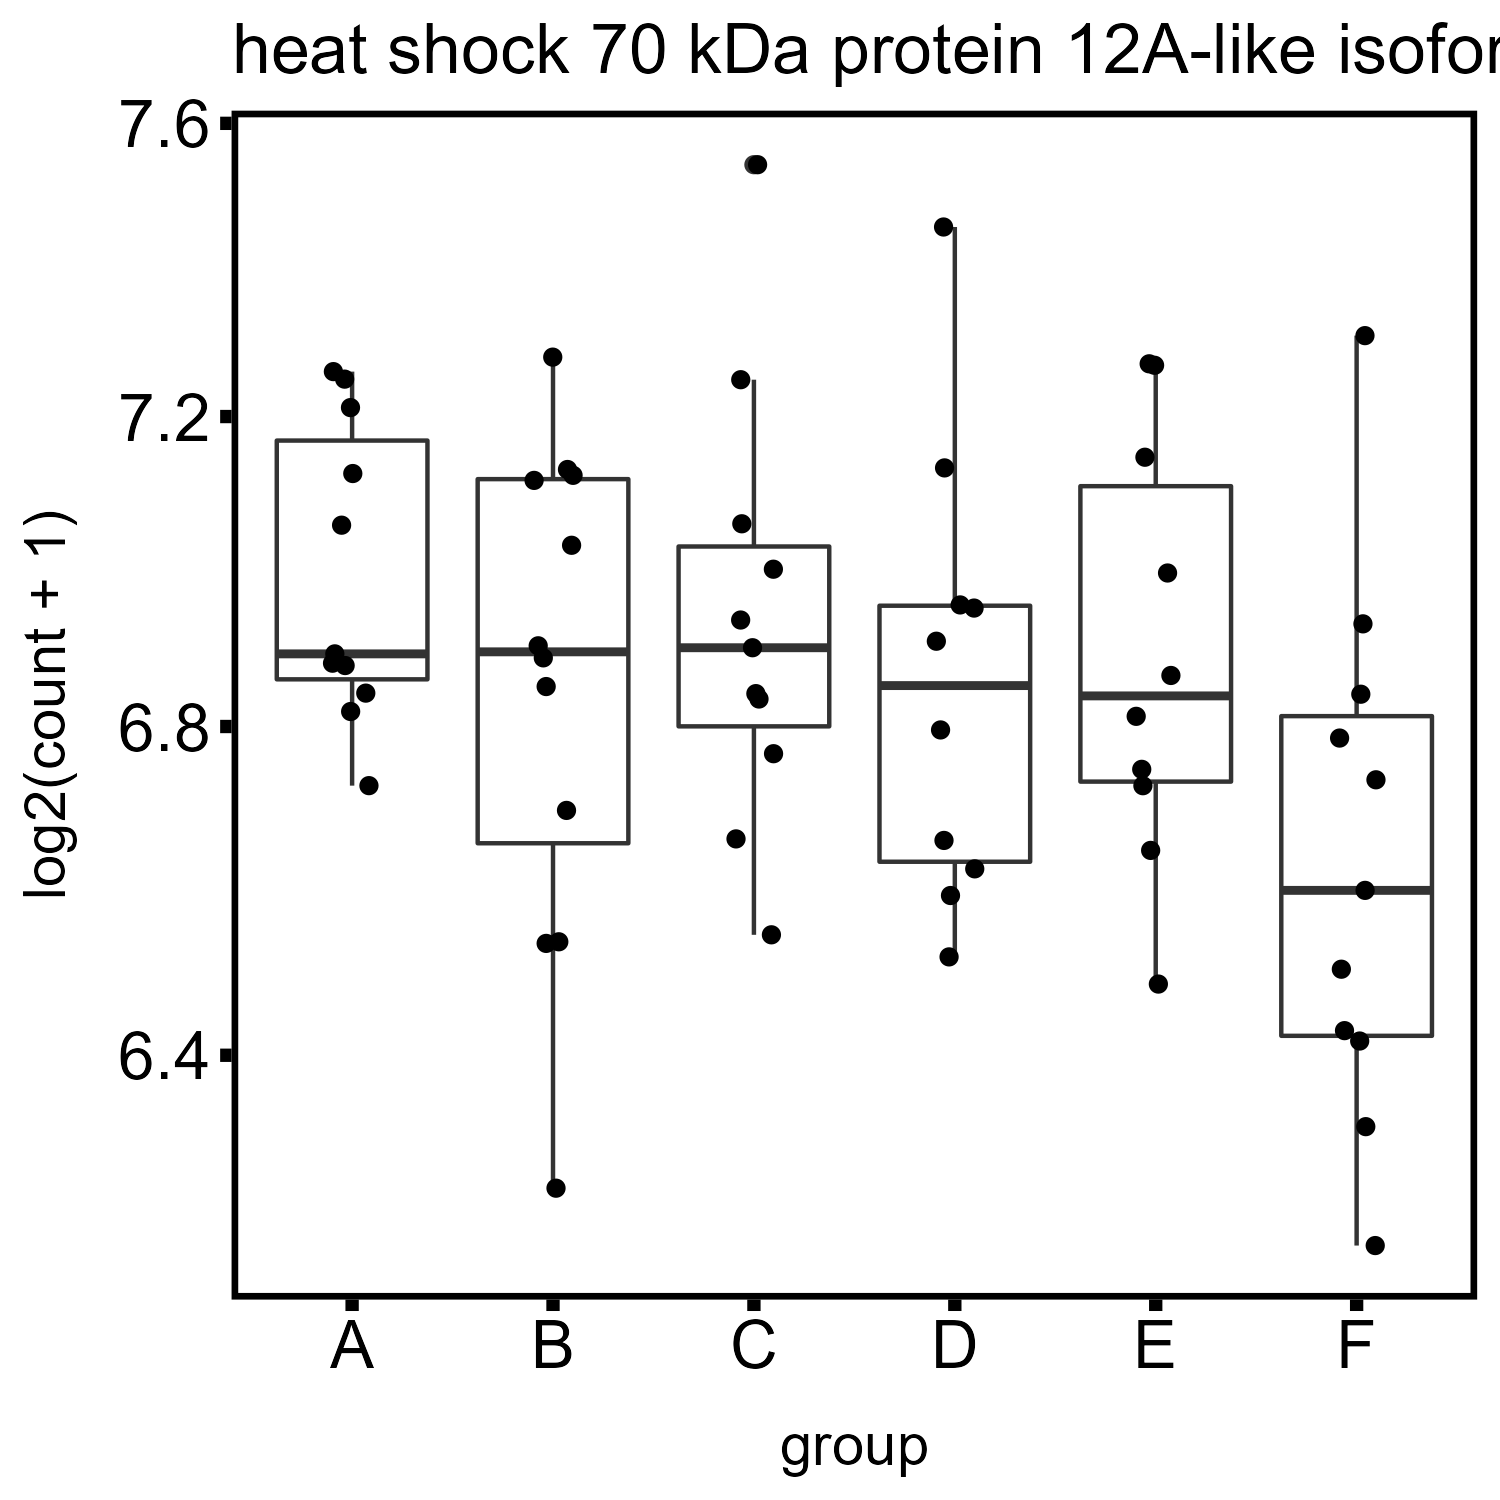 heat shock 70 kDa protein 12A-like isofor
7.6
7.2
6.8
6.4
log2(count + 1)
A B C D E F
group